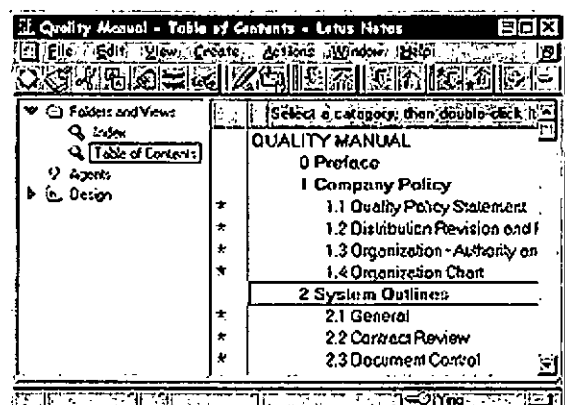 Quality Manual - Table of Contents - Lotus Notes
File Edit View Create Actions Window Help
Folders and Views
Index
Table of Contents
Agents
Design
Select a category, then double-click
QUALITY MANUAL
0 Preface
1 Company Policy
* 1.1 Quality Policy Statement
* 1.2 Distribution Revision and
* 1.3 Organization - Authority an
* 1.4 Organization Chart
2 System Outlines
* 2.1 General
* 2.2 Contract Review
* 2.3 Document Control